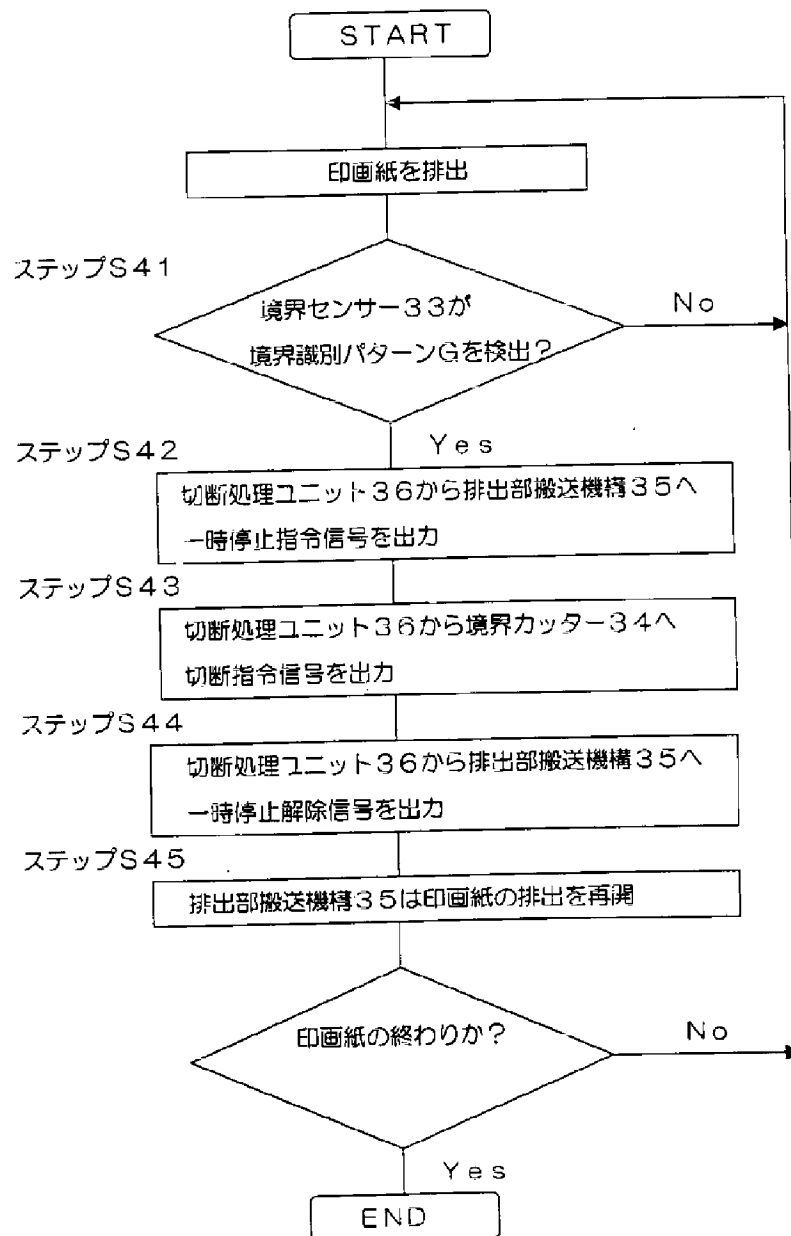 START
印画紙を排出
ステップS41
境界センサー33が
境界識別パターンGを検出?
No
Yes
ステップS42
切断処理ユニット36から排出部搬送機構35へ
一時停止指令信号を出力
ステップS43
切断処理ユニット36から境界カッター34へ
切断指令信号を出力
ステップS44
切断処理ユニット36から排出部搬送機構35へ
一時停止解除信号を出力
ステップS45
排出部搬送機構35は印画紙の排出を再開
印画紙の終わりか?
No
Yes
END